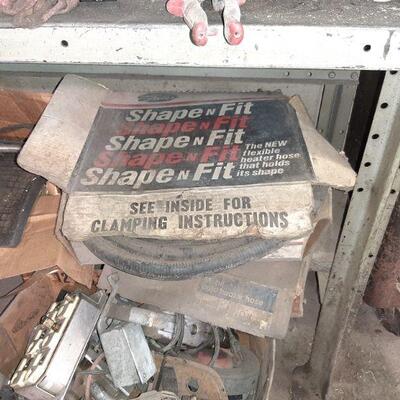 Shape N Fit
Shape N Fit
Shape N Fit
Shape N Fit
Shape N Fit
The NEW
flexible
heater hose
that holds
its shape
SEE INSIDE FOR
CLAMPING INSTRUCTIONS
hose